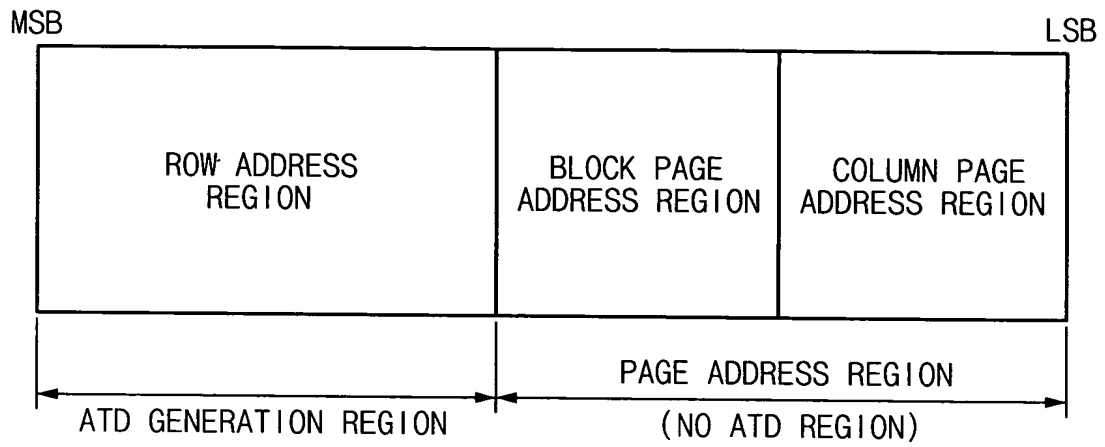 MSB
LSB
ROW ADDRESS
REGION
BLOCK PAGE
ADDRESS REGION
COLUMN PAGE
ADDRESS REGION
PAGE ADDRESS REGION
ATD GENERATION REGION
(NO ATD REGION)